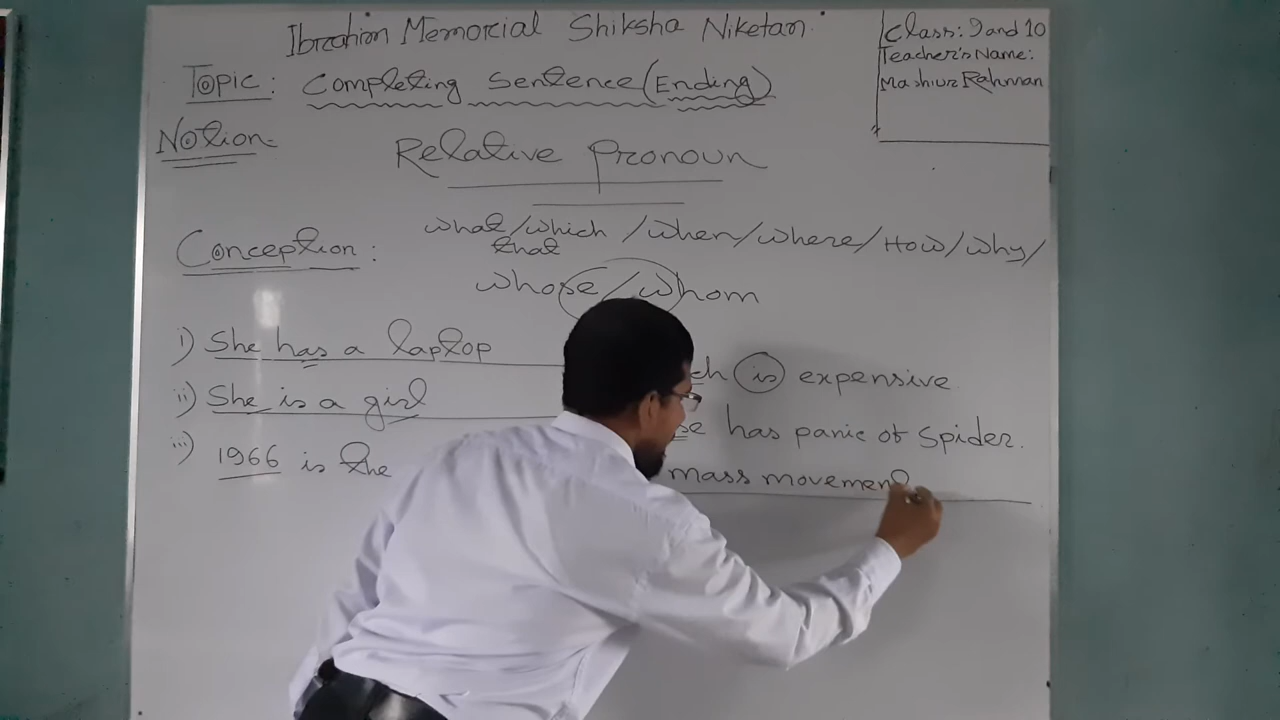 Ibrahim Memorial Shiksha Niketan.
Class: 9 and 10
Teacher's Name:
Mashiur Rahman
Topic: Completing Sentence (Ending)
Notion-
Relative Pronoun
Conception:
what/which/when/where/How/why/
that
whose/whom
i) She has a laptop ch is expensive
ii) She is a girl se has panic of spider.
iii) 1966 is the mass movement